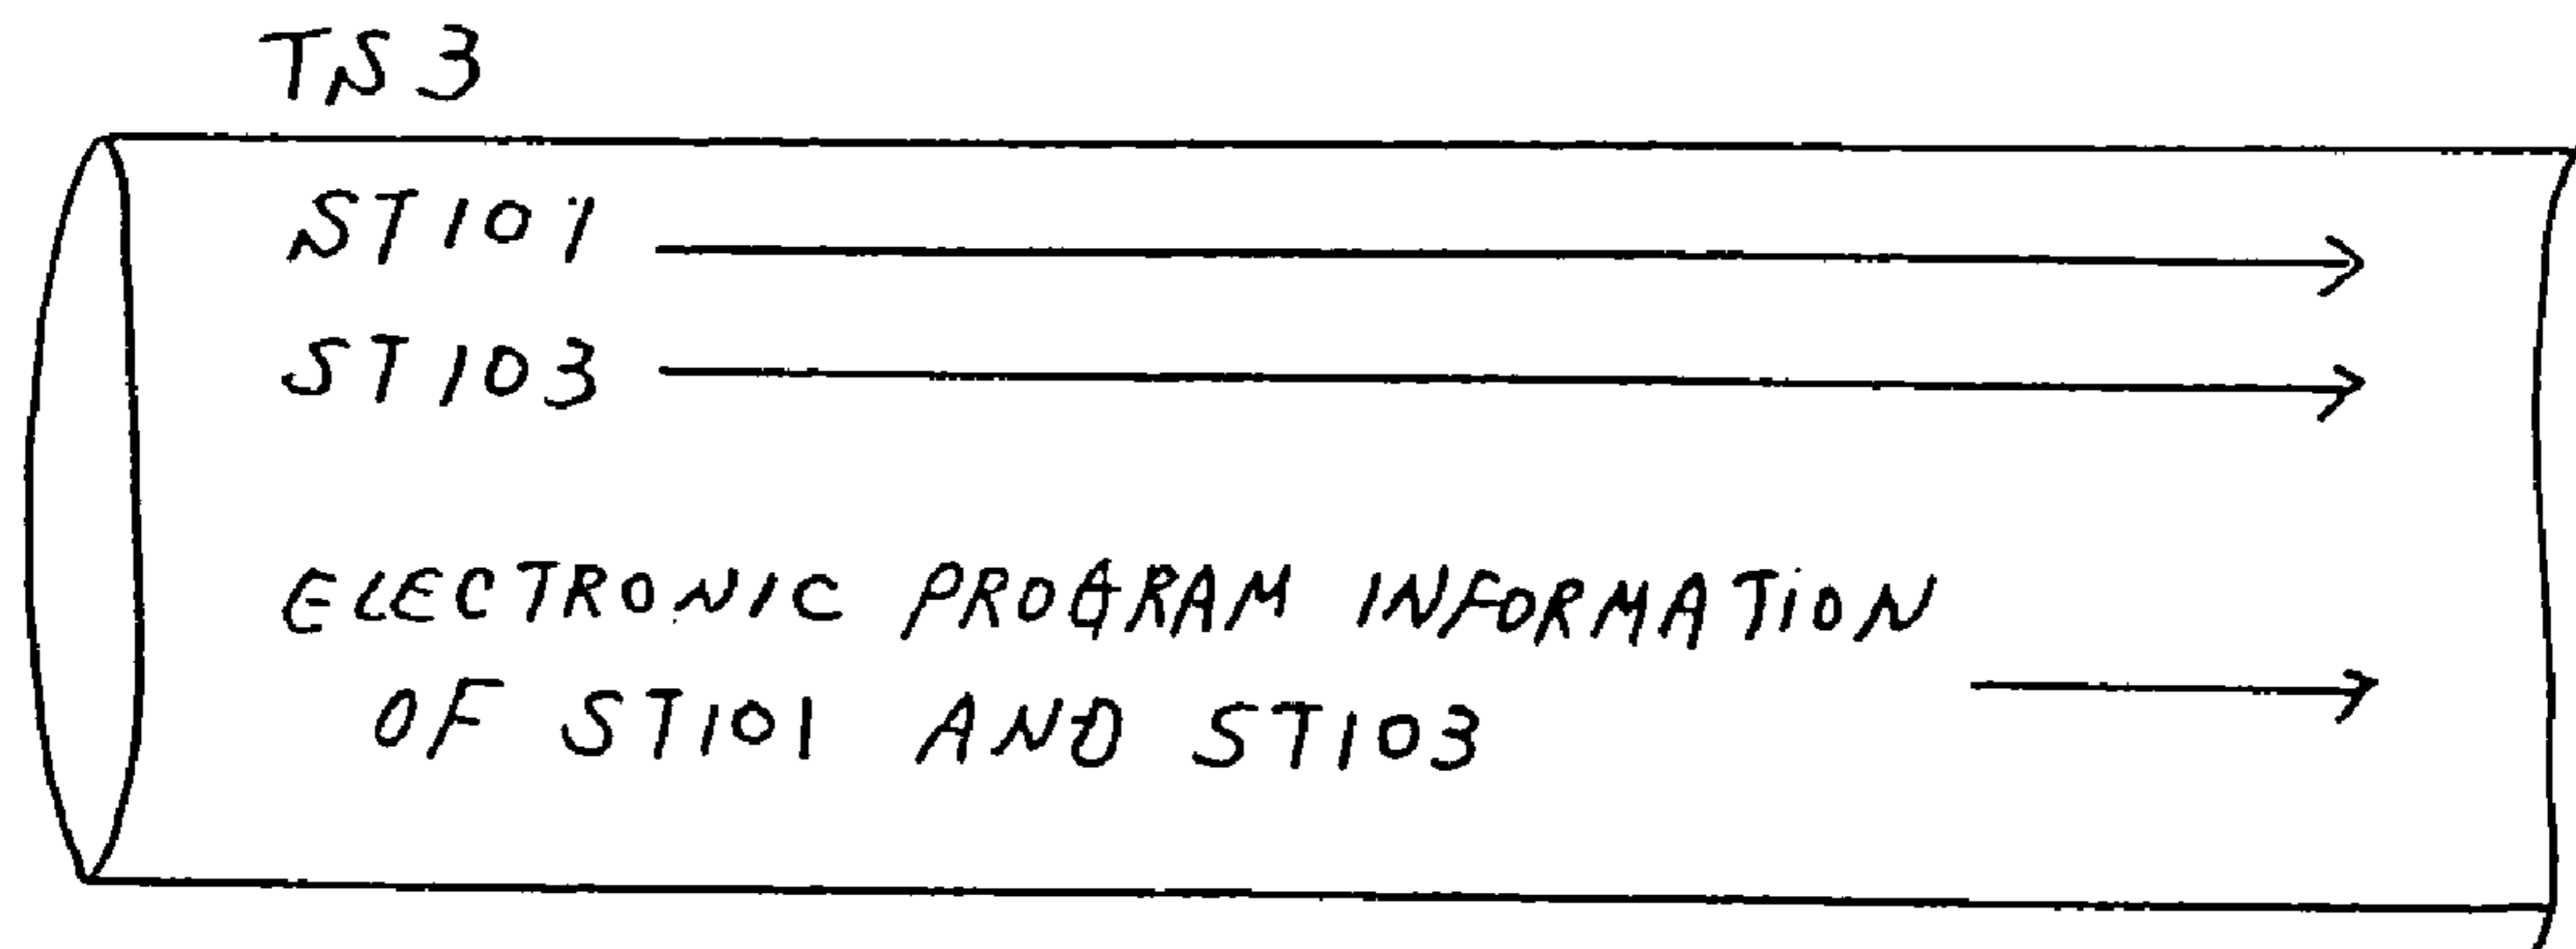 TS3
ST101
ST103
ELECTRONIC PROGRAM INFORMATION
OF ST101 AND ST103